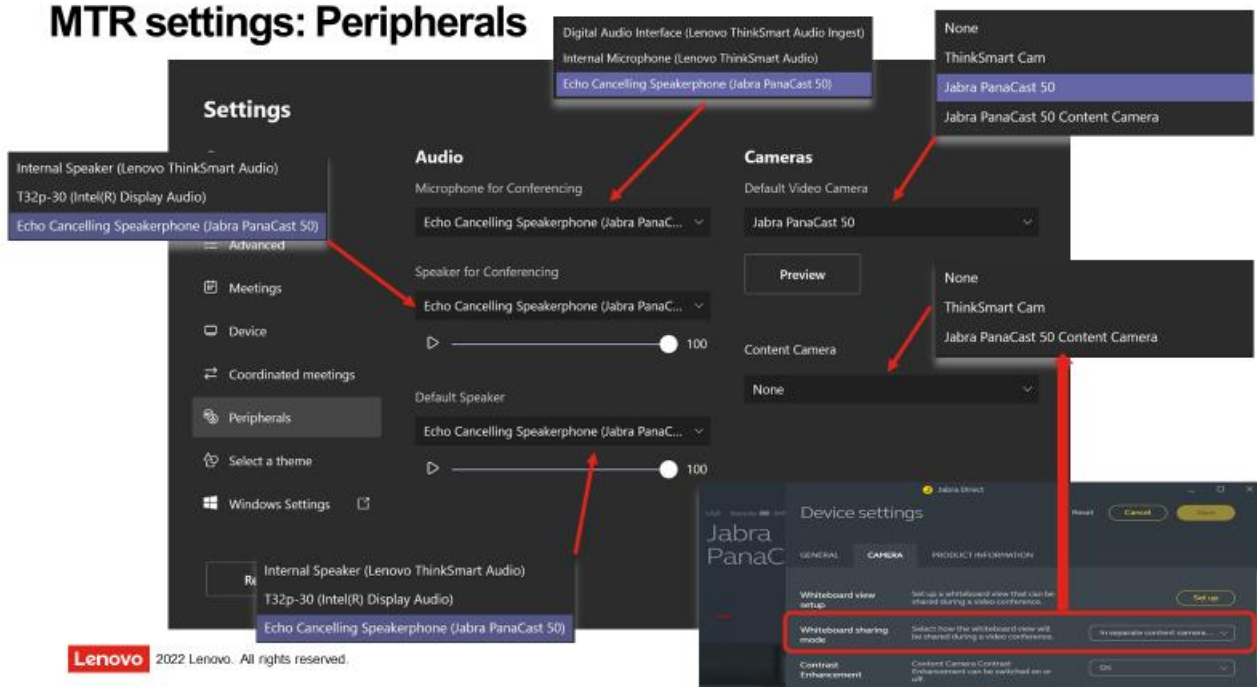 MTR settings: Peripherals
Digital Audio Interface (Lenovo ThinkSmart Audio Ingest)
Internal Microphone (Lenovo ThinkSmart Audio)
Echo Cancelling Speakerphone (Jabra PanaCast 50)
None
ThinkSmart Cam
Jabra PanaCast 50
Jabra PanaCast 50 Content Camera
Settings
Internal Speaker (Lenovo ThinkSmart Audio)
T32p-30 (Intel(R) Display Audio)
Echo Cancelling Speakerphone (Jabra PanaCast 50)
Advanced
Meetings
Device
Coordinated meetings
Peripherals
Select a theme
Windows Settings
Audio
Microphone for Conferencing
Echo Cancelling Speakerphone (Jabra PanaC...
Speaker for Conferencing
Echo Cancelling Speakerphone (Jabra PanaC...
100
Default Speaker
Echo Cancelling Speakerphone (Jabra PanaC...
100
Cameras
Default Video Camera
Jabra PanaCast 50
Preview
Content Camera
None
None
ThinkSmart Cam
Jabra PanaCast 50 Content Camera
Internal Speaker (Lenovo ThinkSmart Audio)
T32p-30 (Intel(R) Display Audio)
Echo Cancelling Speakerphone (Jabra PanaCast 50)
Jabra Direct
Jabra
PanaC
Device settings
Reset
Cancel
Save
GENERAL CAMERA PRODUCT INFORMATION
Whiteboard view
setup
Set up a whiteboard view that can be
shared during a video conference.
Set up
Whiteboard sharing
mode
Select how the whiteboard view will
be shared during a video conference.
In separate content camera...
Contrast
Enhancement
Content Camera Contrast
Enhancement can be switched on or
off.
On
Lenovo 2022 Lenovo. All rights reserved.